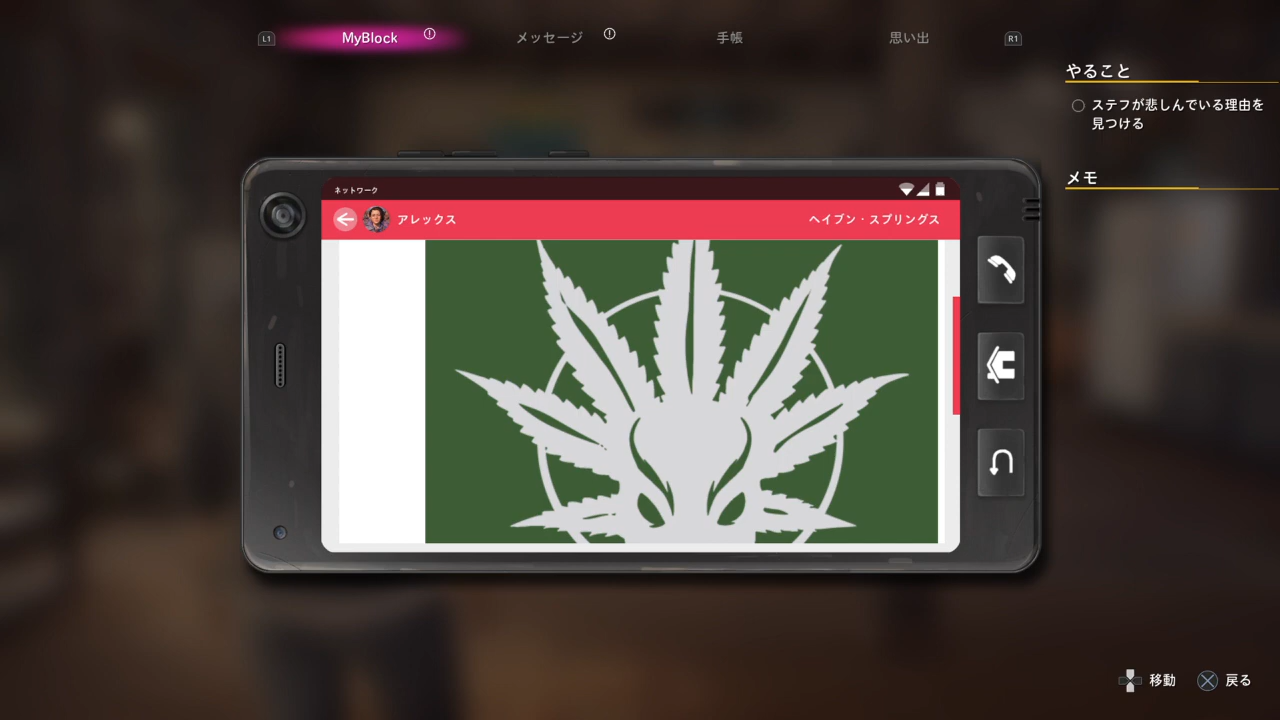 L1
MyBlock
メッセージ
手帳
思い出
R1
やること
ステフが悲しんでいる理由を
見つける
メモ
ネットワーク
アレックス
ヘイブン・スプリングス
移動
戻る